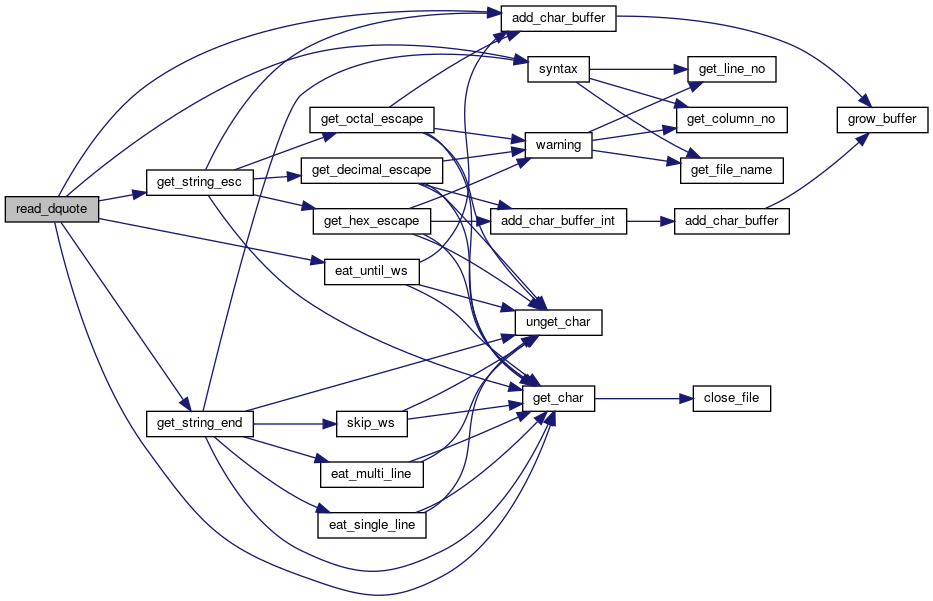 add_char_buffer
syntax
get_line_no
get_octal_escape
get_column_no
grow_buffer
warning
get_decimal_escape
get_file_name
get_string_esc
read_dquote
get_hex_escape
add_char_buffer_int
add_char_buffer
eat_until_ws
unget_char
get_char
close_file
get_string_end
skip_ws
eat_multi_line
eat_single_line